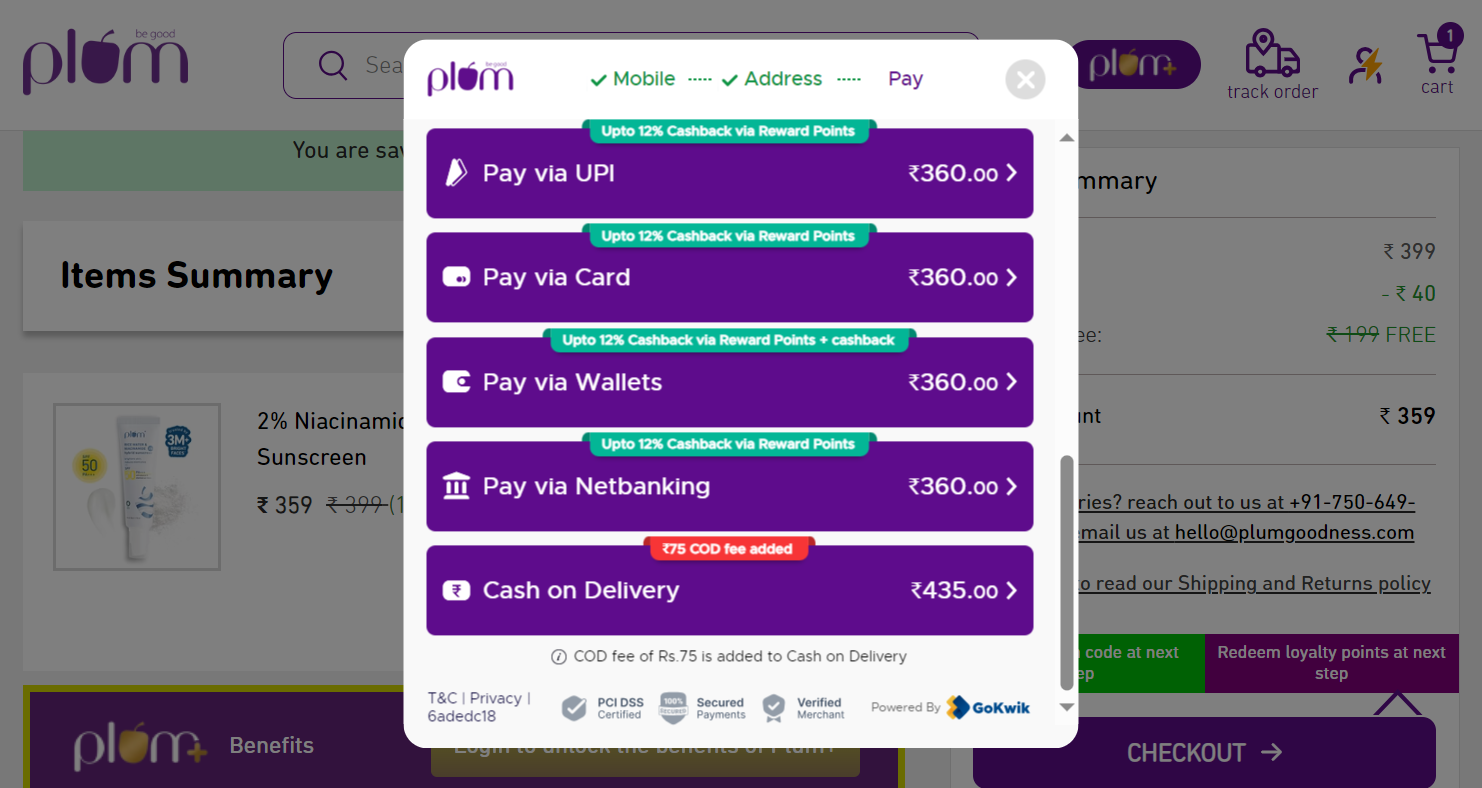 be good
plum
Sea
plum+
track order
1
cart
be good
plum
Mobile
Address
Pay
You are sav
Items Summary
SPF 50
plum
3M+
2% Niacinamic
Sunscreen
₹ 359 ₹ 399 (1
Upto 12% Cashback via Reward Points
Pay via UPI ₹360.00
Upto 12% Cashback via Reward Points
Pay via Card ₹360.00
Upto 12% Cashback via Reward Points + cashback
Pay via Wallets ₹360.00
Upto 12% Cashback via Reward Points
Pay via Netbanking ₹360.00
₹75 COD fee added
Cash on Delivery ₹435.00
COD fee of Rs.75 is added to Cash on Delivery
T&C | Privacy |
6adedc18
PCI DSS
Certified
100%
SECURED
Secured
Payments
Verified
Merchant
Powered By GoKwik
mmary
₹ 399
- ₹ 40
ee: ₹ 199 FREE
unt ₹ 359
ries? reach out to us at +91-750-649-
email us at hello@plumgoodness.com
to read our Shipping and Returns policy
code at next
ep
Redeem loyalty points at next
step
plum+ Benefits
Login to unlock the benefits of Plum+
CHECKOUT